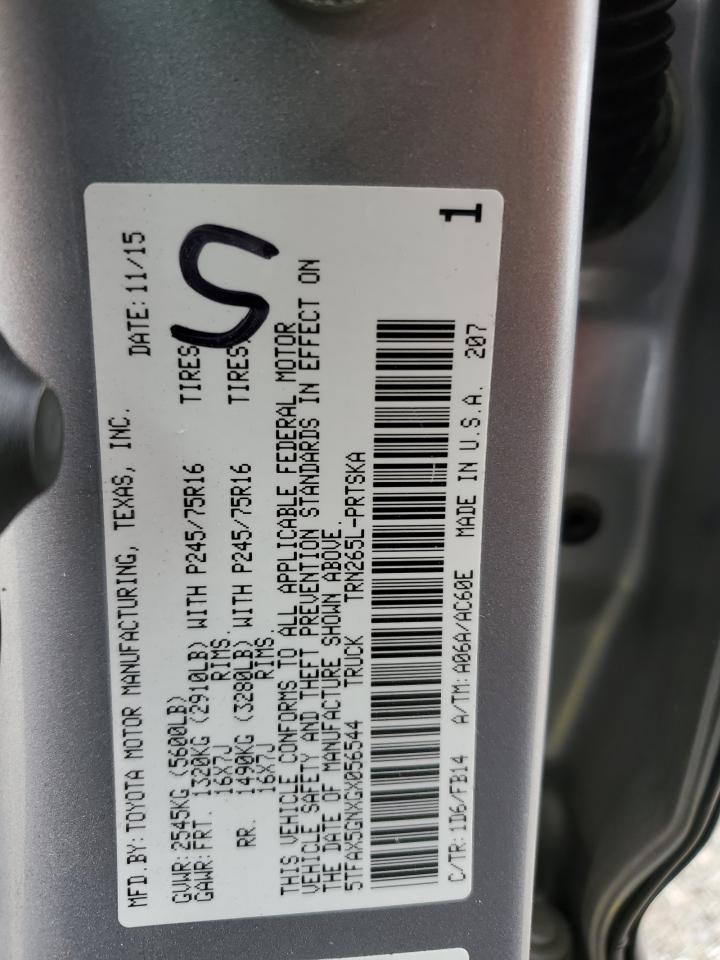 MFD.BY: TOYOTA MOTOR MANUFACTURING, TEXAS, INC. DATE: 11/15
GVWR: 2545KG (5600LB)
GAWR: FRT. 1320KG (2910LB) WITH P245/75R16 TIRES,
16X7J RIMS.
RR. 1490KG (3280LB) WITH P245/75R16 TIRES,
16X7J RIMS.
5
THIS VEHICLE CONFORMS TO ALL APPLICABLE FEDERAL MOTOR
VEHICLE SAFETY AND THEFT PREVENTION STANDARDS IN EFFECT ON
THE DATE OF MANUFACTURE SHOWN ABOVE.
5TFAX5GNXGX056544 TRUCK TRN265L-PRTSKA
C/TR: 1D6/FB14 A/TM: A06A/AC60E MADE IN U.S.A. 207
1